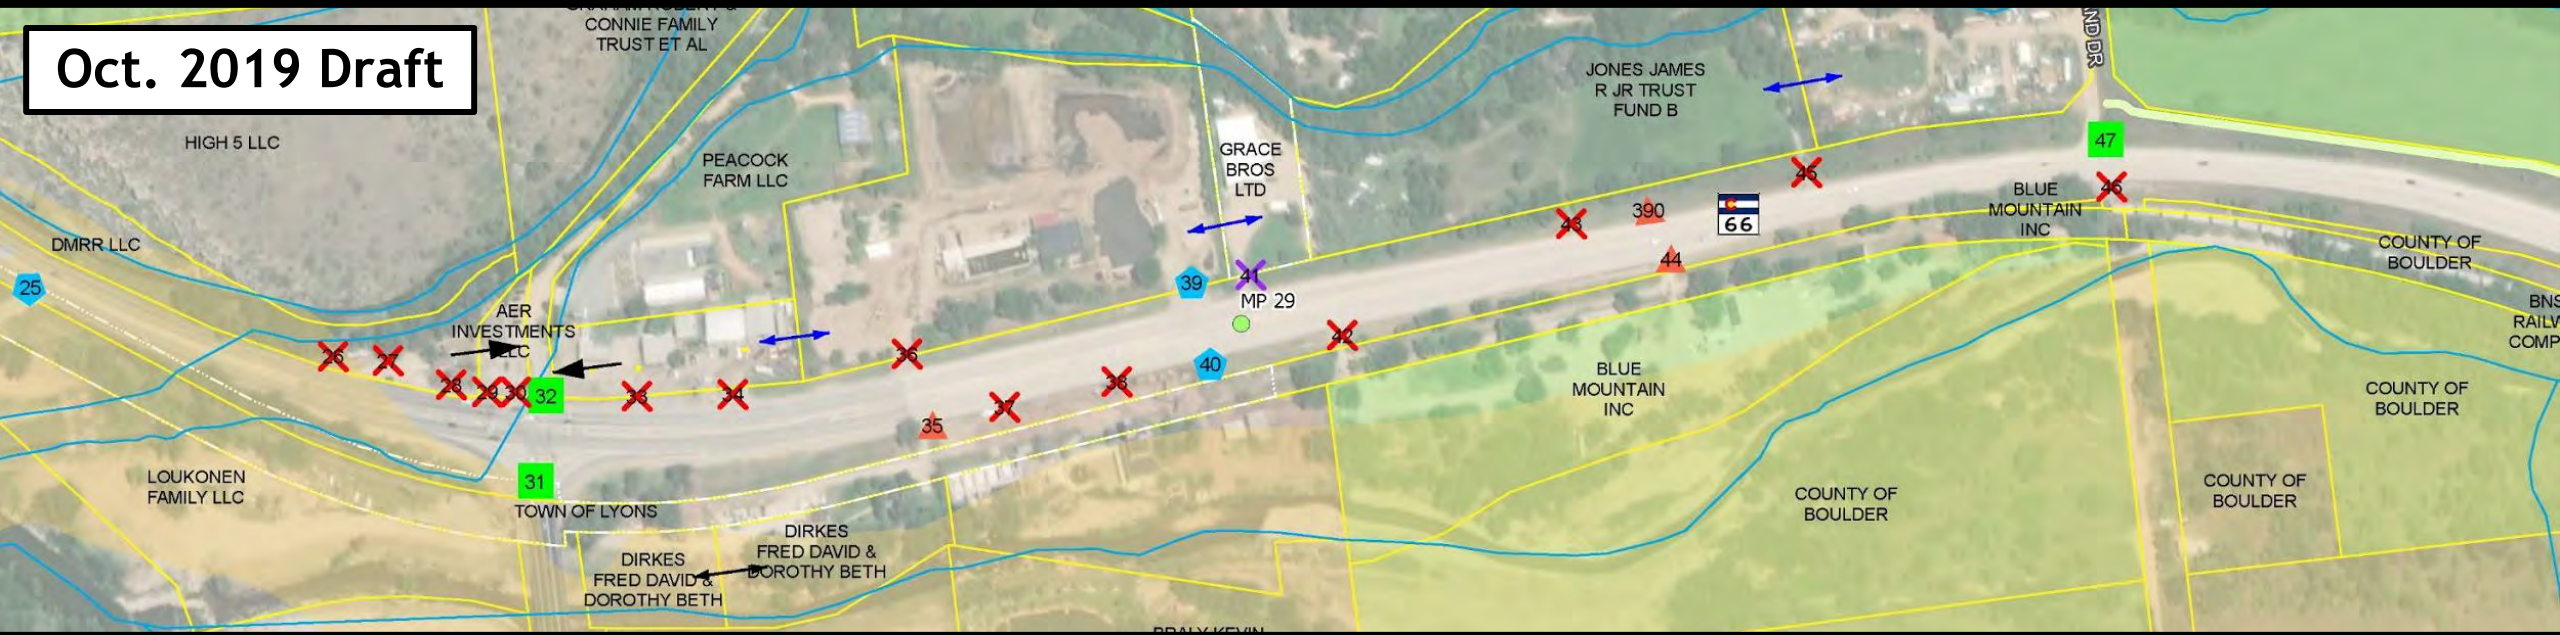 Oct. 2019 Draft
CONNIE FAMILY
TRUST ET AL
HIGH 5 LLC
DMRR LLC
25
PEACOCK
FARM LLC
AER
INVESTMENTS
LLC
26
27
28
29
30
32
31
33
34
35
36
37
38
39
40
41
MP 29
42
GRACE
BROS
LTD
JONES JAMES
R JR TRUST
FUND B
43
390
44
66
45
46
47
ND DR
BLUE
MOUNTAIN
INC
COUNTY OF
BOULDER
BLUE
MOUNTAIN
INC
COUNTY OF
BOULDER
COUNTY OF
BOULDER
COUNTY OF
BOULDER
LOUKONEN
FAMILY LLC
TOWN OF LYONS
DIRKES
FRED DAVID &
DOROTHY BETH
DIRKES
FRED DAVID &
DOROTHY BETH